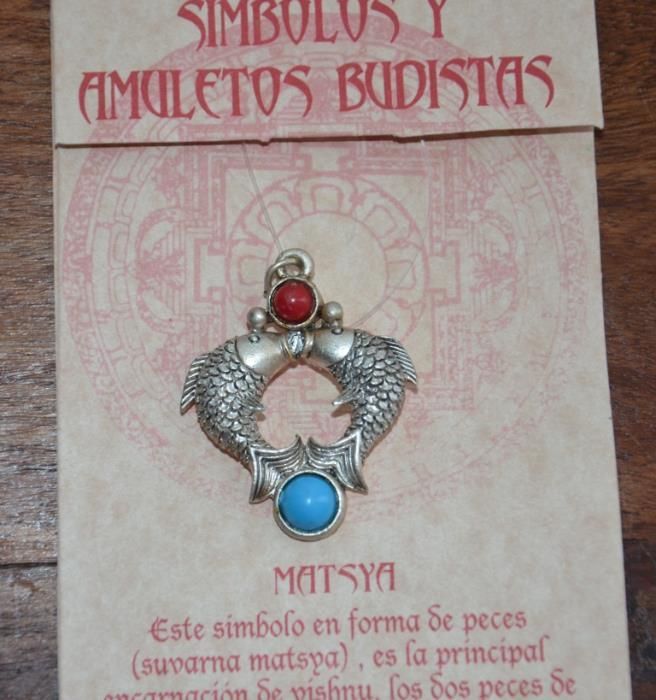 SIMBOLOS Y
AMULETOS BUDISTAS
MATSYA
Este simbolo en forma de peces
(suvarna matsya) , es la principal
encarnación de vishnu. los dos peces de